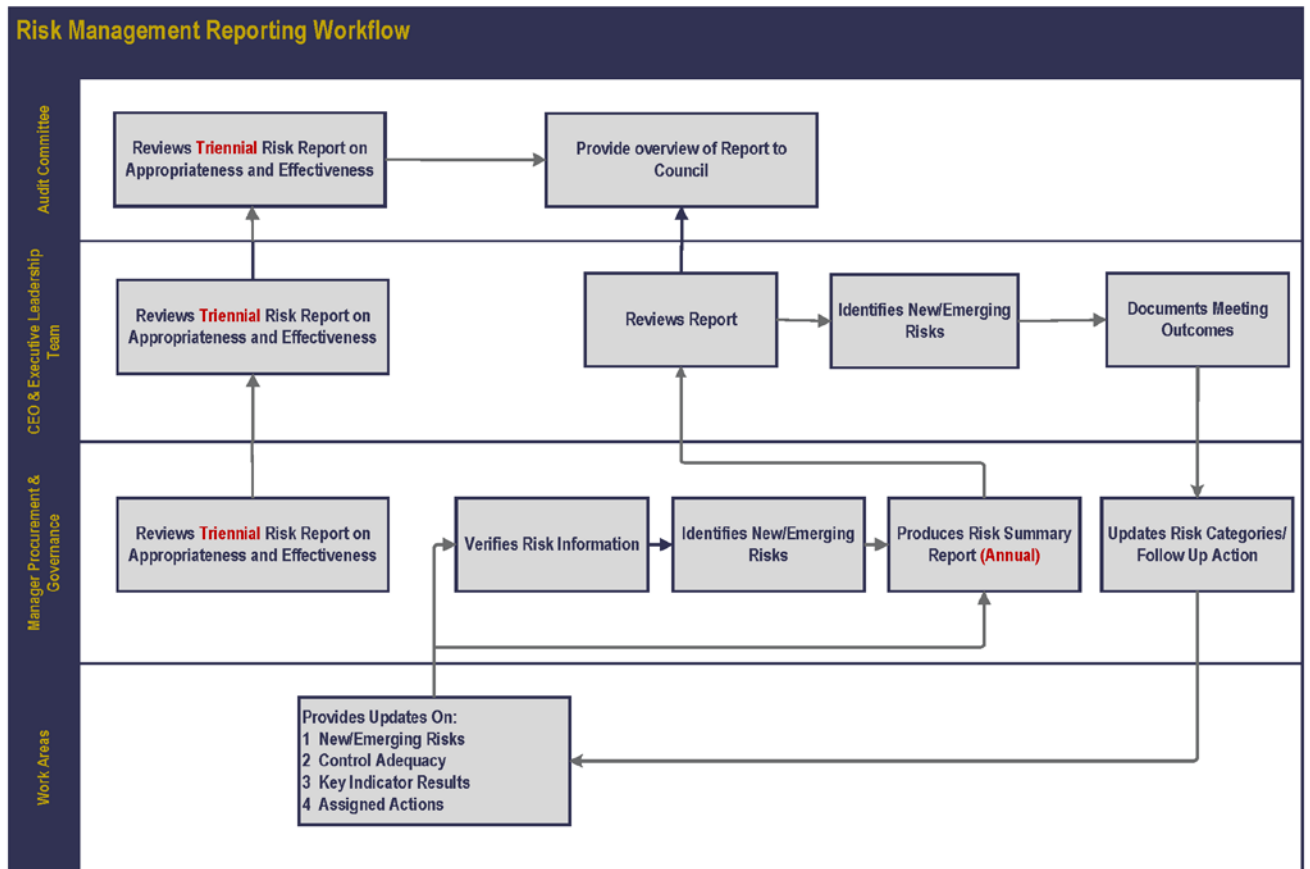 Risk Management Reporting Workflow
Audit Committee
Reviews Triennial Risk Report on
Appropriateness and Effectiveness
Provide overview of Report to
Council
CEO & Executive Leadership
Team
Reviews Triennial Risk Report on
Appropriateness and Effectiveness
Reviews Report
Identifies New/Emerging
Risks
Documents Meeting
Outcomes
Manager Procurement &
Governance
Reviews Triennial Risk Report on
Appropriateness and Effectiveness
Verifies Risk Information
Identifies New/Emerging
Risks
Produces Risk Summary
Report (Annual)
Updates Risk Categories/
Follow Up Action
Work Areas
Provides Updates On:
1 New/Emerging Risks
2 Control Adequacy
3 Key Indicator Results
4 Assigned Actions